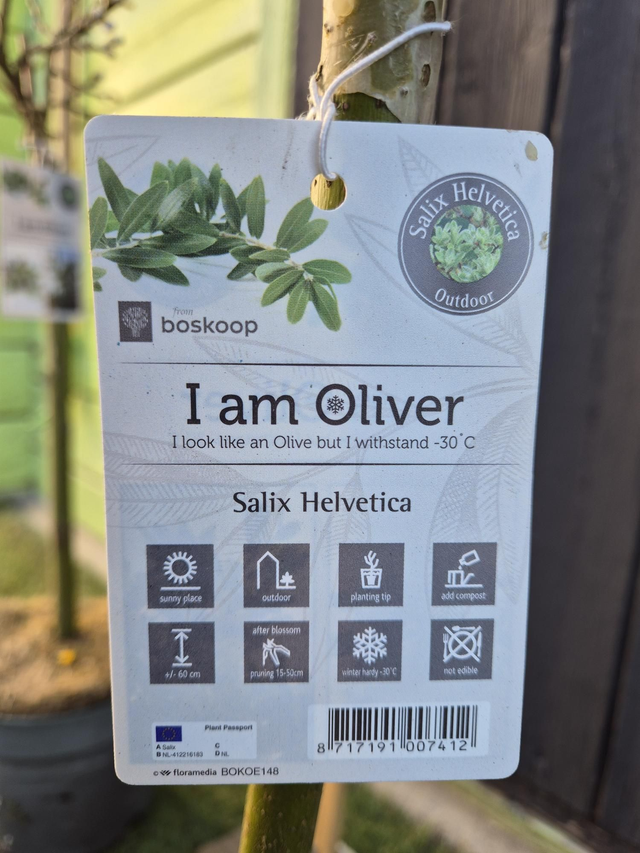 Salix Helvetica
Outdoor
from
boskoop
I am Oliver
I look like an Olive but I withstand -30°C
Salix Helvetica
sunny place
outdoor
planting tip
add compost
+/- 60 cm
after blossom
pruning 15-50cm
winter hardy -30°C
not edible
Plant Passport
A Salix
C
B NL-412216163
D NL
8 717191 007412
© floramedia BOKOE148